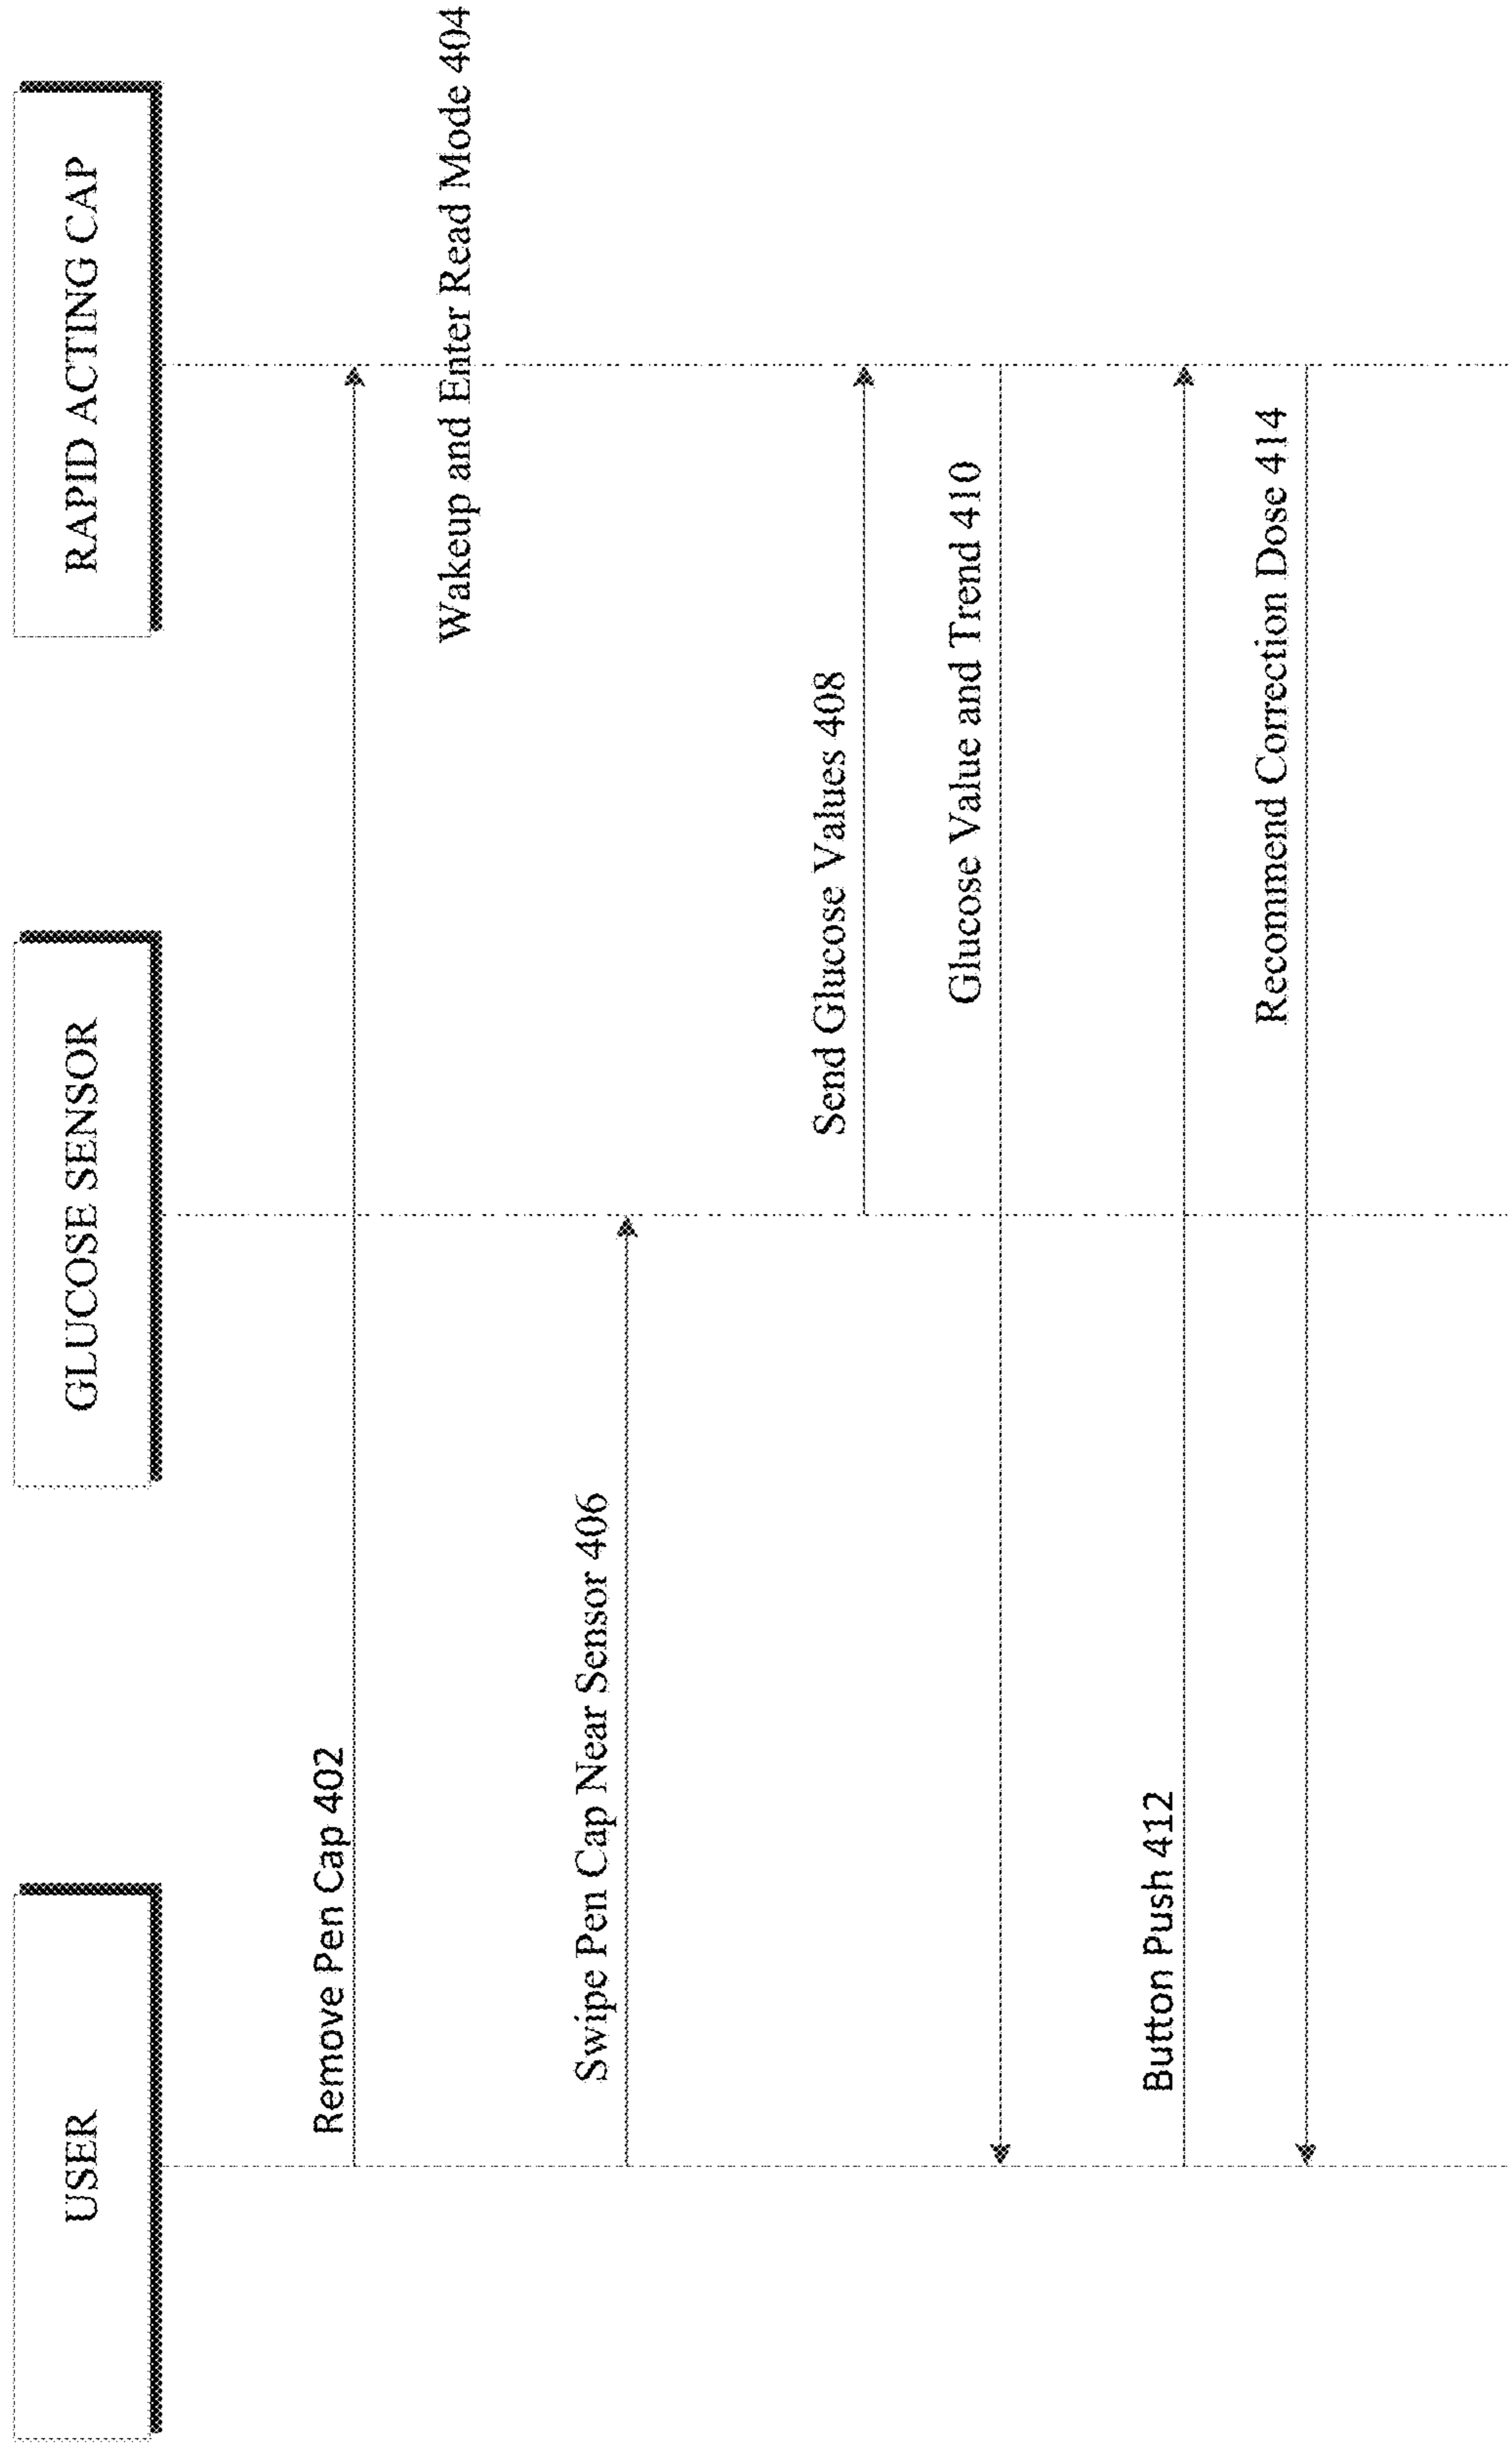 USER
GLUCOSE SENSOR
RAPID ACTING CAP
Remove Pen Cap 402
Wakeup and Enter Read Mode 404
Swipe Pen Cap Near Sensor 406
Send Glucose Values 408
Glucose Value and Trend 410
Button Push 412
Recommend Correction Dose 414